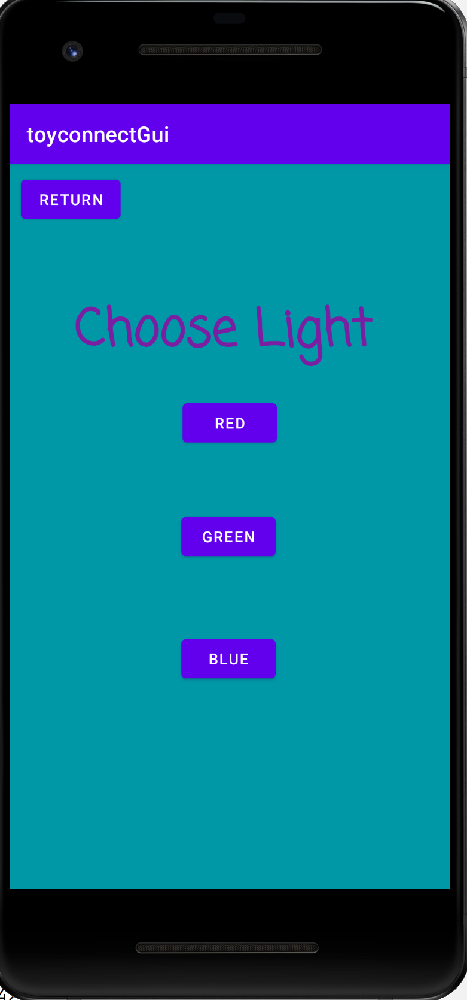 toyconnectGui
RETURN
Choose Light
RED
GREEN
BLUE